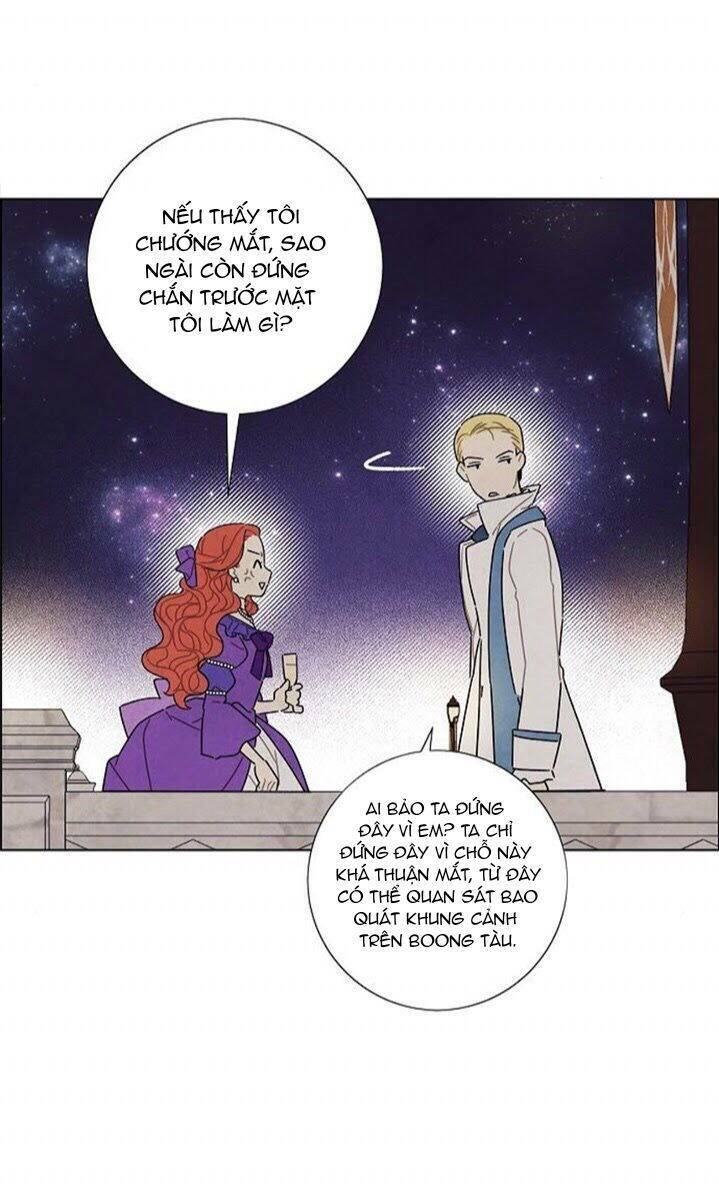 NẾU THẤY TÔI
CHƯỚNG MẮT, SAO
NGÀI CÒN ĐỨNG
CHẮN TRƯỚC MẶT
TÔI LÀM GÌ?
AI BẢO TA ĐỨNG
ĐÂY VÌ EM? TA CHỈ
ĐỨNG ĐÂY VÌ CHỖ NÀY
KHÁ THUẬN MẮT, TỪ ĐÂY
CÓ THỂ QUAN SÁT BAO
QUÁT KHUNG CẢNH
TRÊN BOONG TÀU.